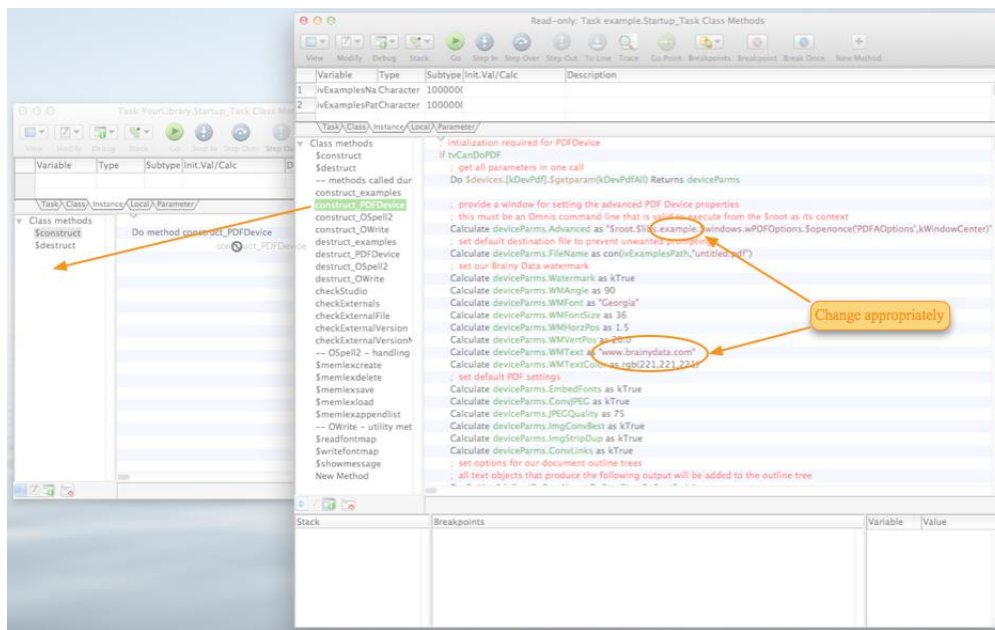 Read-only: Task example.Startup_Task Class Methods
View Modify Debug Stack Go Step In Step Over Step Out To Line Trace Go Point Breakpoints Breakpoint Break Once New Method
Variable Type Subtype Init.Val/Calc Description
1 ivExamplesNa Character 1000000
2 ivExamplesPat Character 1000000
Task Class Instance Local Parameter
Class methods
$construct
$destruct
-- methods called dur
construct_examples
construct_PDFDevice
construct_OSpell2
construct_OWrite
destruct_examples
destruct_PDFDevice
destruct_OSpell2
destruct_OWrite
checkStudio
checkExternals
checkExternalFile
checkExternalVersion
checkExternalVersionN
-- OSpell2 - handling
$memlexcreate
$memlexdelete
$memlexsave
$memlexload
$memlexappendlist
-- OWrite - utility met
$readfontmap
$writefontmap
$showmessage
New Method
; intialization required for PDFDevice
If tvCanDoPDF
; get all parameters in one call
Do $devices.[kDevPdf].$getparam(kDevPdfAll) Returns deviceParms
; provide a window for setting the advanced PDF Device properties
; this must be an Omnis command line that is valid to execute from the $root as its context
Calculate deviceParms.Advanced as "$root.$libs.example.$windows.wPDFOptions.$openonce('PDFAOptions',kWindowCenter)"
; set default destination file to prevent unwanted prompting
Calculate deviceParms.FileName as con(ivExamplesPath,"untitled.pdf")
; set our Brainy Data watermark
Calculate deviceParms.Watermark as kTrue
Calculate deviceParms.WMAngle as 90
Calculate deviceParms.WMFont as "Georgia"
Calculate deviceParms.WMFontSize as 36
Calculate deviceParms.WMHorzPos as 1.5
Calculate deviceParms.WMVertPos as 20.0
Calculate deviceParms.WMText as "www.brainydata.com"
Calculate deviceParms.WMTextColor as rgb(221,221,221)
; set default PDF settings
Calculate deviceParms.EmbedFonts as kTrue
Calculate deviceParms.ConvJPEG as kTrue
Calculate deviceParms.JPEGQuality as 75
Calculate deviceParms.ImgConvBest as kTrue
Calculate deviceParms.ImgStripDup as kTrue
Calculate deviceParms.ConvLinks as kTrue
; set options for our document outline trees
; all text objects that produce the following output will be added to the outline tree
Change appropriately
Stack Breakpoints Variable Value
Task YourLibrary.Startup_Task Class Me
View Modify Debug Stack Go Step In Step Over Step Ou
Variable Type Subtype Init.Val/Calc D
Task Class Instance Local Parameter
Class methods
$construct
$destruct
Do method construct_PDFDevice
construct_PDFDevice